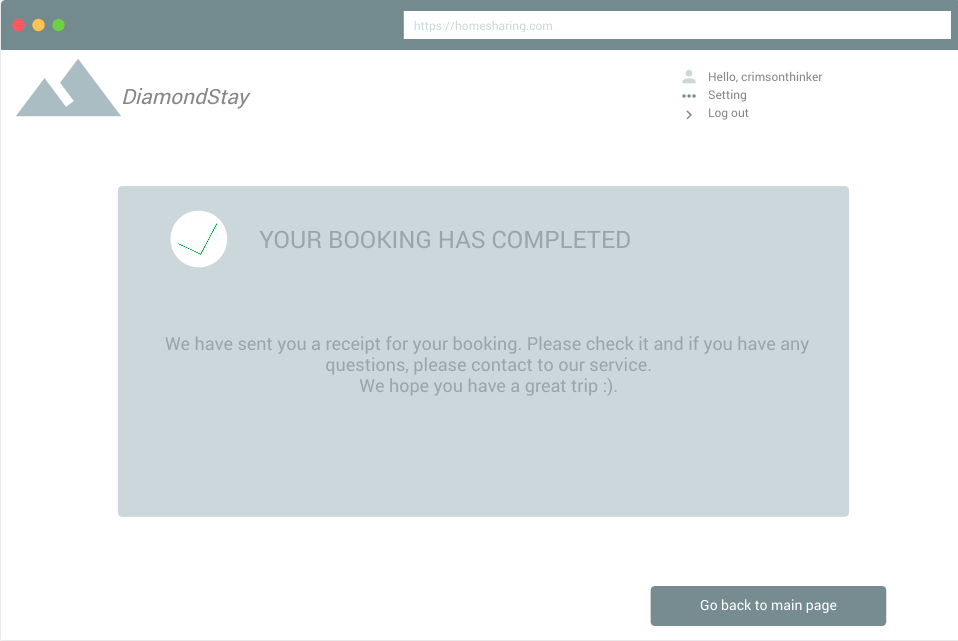 https://homesharing.com
DiamondStay
Hello, crimsonthinker
Setting
Log out
YOUR BOOKING HAS COMPLETED
We have sent you a receipt for your booking. Please check it and if you have any
questions, please contact to our service.
We hope you have a great trip :).
Go back to main page